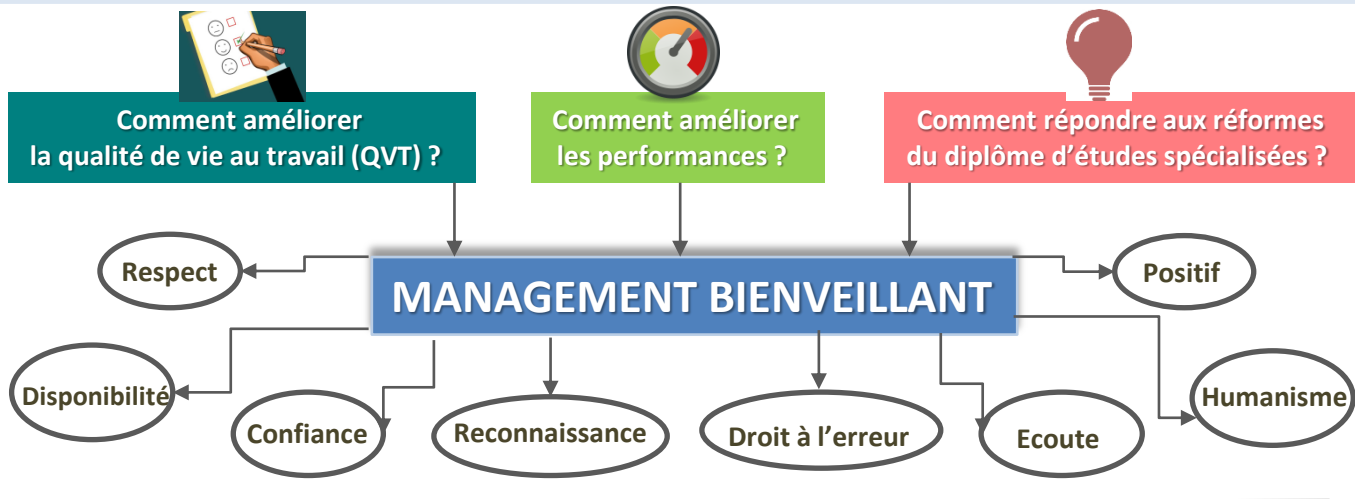 Comment améliorer
la qualité de vie au travail (QVT) ?
Comment améliorer
les performances ?
Comment répondre aux réformes
du diplôme d'études spécialisées ?
MANAGEMENT BIENVEILLANT
Respect
Positif
Disponibilité
Humanisme
Confiance
Reconnaissance
Droit à l'erreur
Ecoute